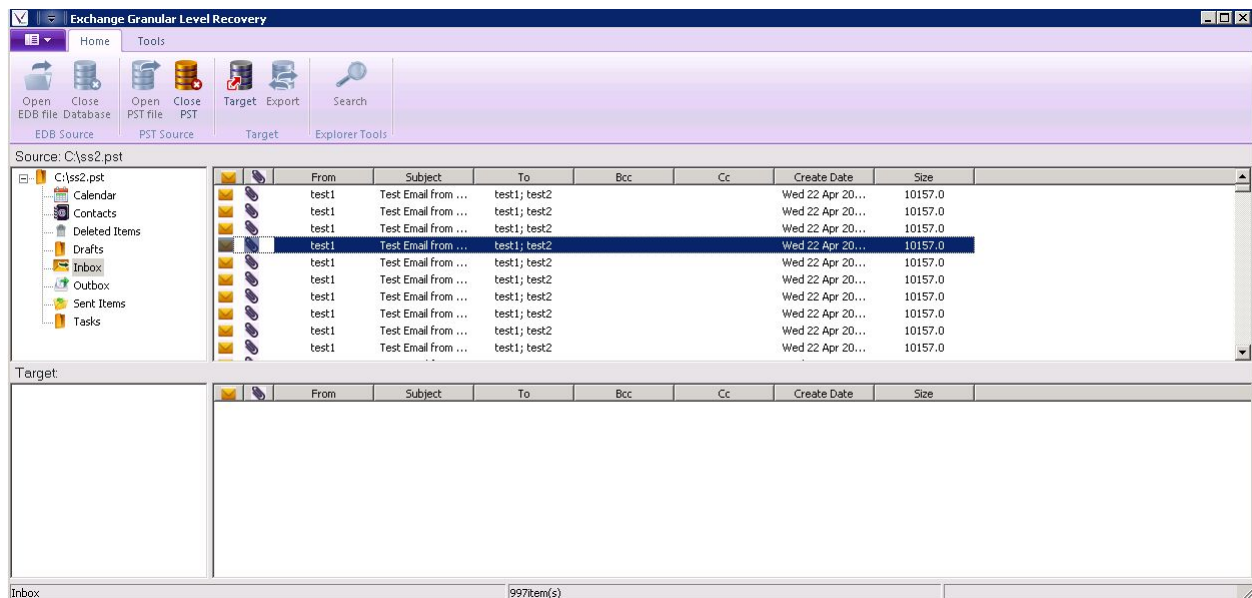 Exchange Granular Level Recovery
Home Tools
Open EDB file Close Database Open PST file Close PST Target Export Search
EDB Source PST Source Target Explorer Tools
Source: C:\ss2.pst
C:\ss2.pst
Calendar
Contacts
Deleted Items
Drafts
Inbox
Outbox
Sent Items
Tasks
From Subject To Bcc Cc Create Date Size
test1 Test Email from ... test1; test2 Wed 22 Apr 20... 10157.0
test1 Test Email from ... test1; test2 Wed 22 Apr 20... 10157.0
test1 Test Email from ... test1; test2 Wed 22 Apr 20... 10157.0
test1 Test Email from ... test1; test2 Wed 22 Apr 20... 10157.0
test1 Test Email from ... test1; test2 Wed 22 Apr 20... 10157.0
test1 Test Email from ... test1; test2 Wed 22 Apr 20... 10157.0
test1 Test Email from ... test1; test2 Wed 22 Apr 20... 10157.0
test1 Test Email from ... test1; test2 Wed 22 Apr 20... 10157.0
test1 Test Email from ... test1; test2 Wed 22 Apr 20... 10157.0
test1 Test Email from ... test1; test2 Wed 22 Apr 20... 10157.0
Target:
From Subject To Bcc Cc Create Date Size
Inbox 997item(s)